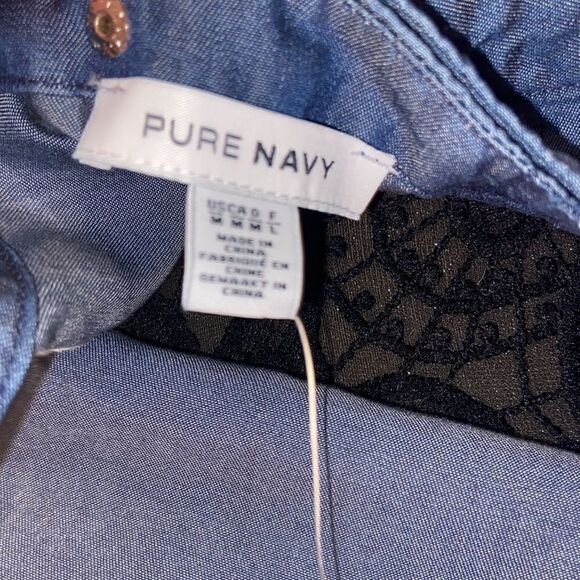 PURE NAVY
US CA D F
M M M L
MADE IN
CHINA
FABRIQUÉ EN
CHINE
GEMAAKT IN
CHINA